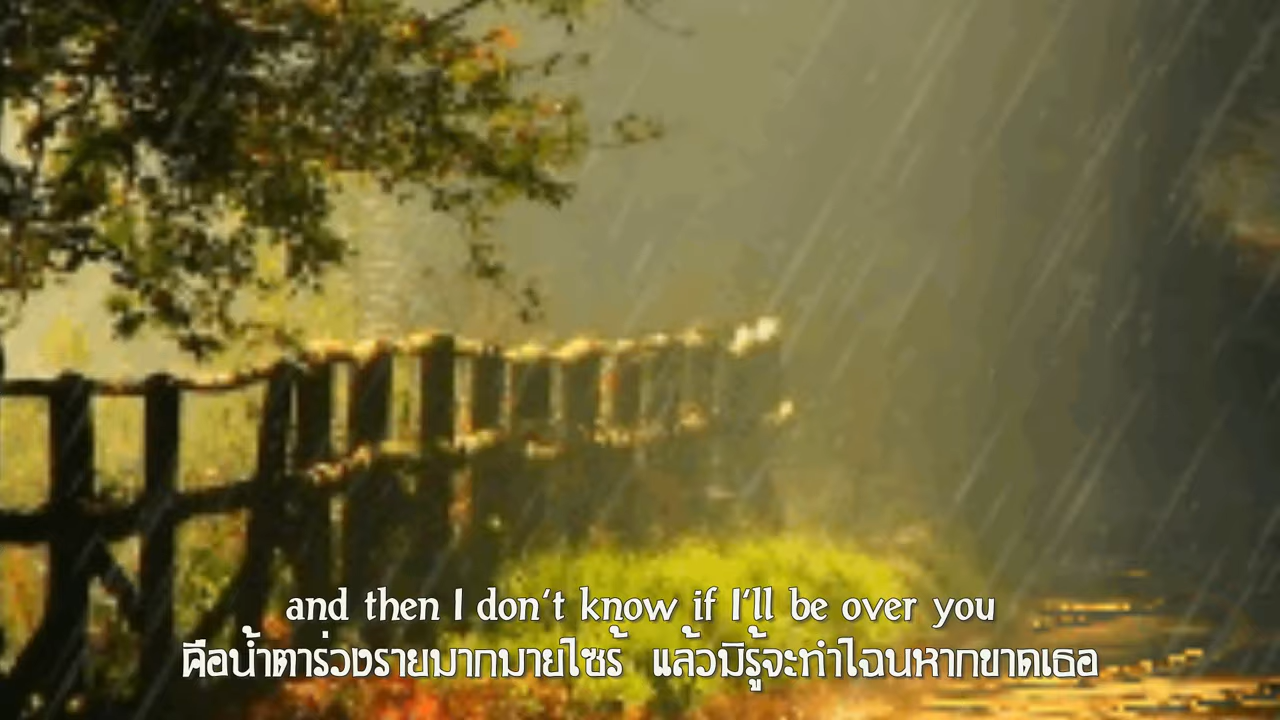 and then I don't know if I'll be over you
คือน้ำตาร่วงรายมากมายไซร้ แล้วมิรู้จะทำไฉนหากขาดเธอ